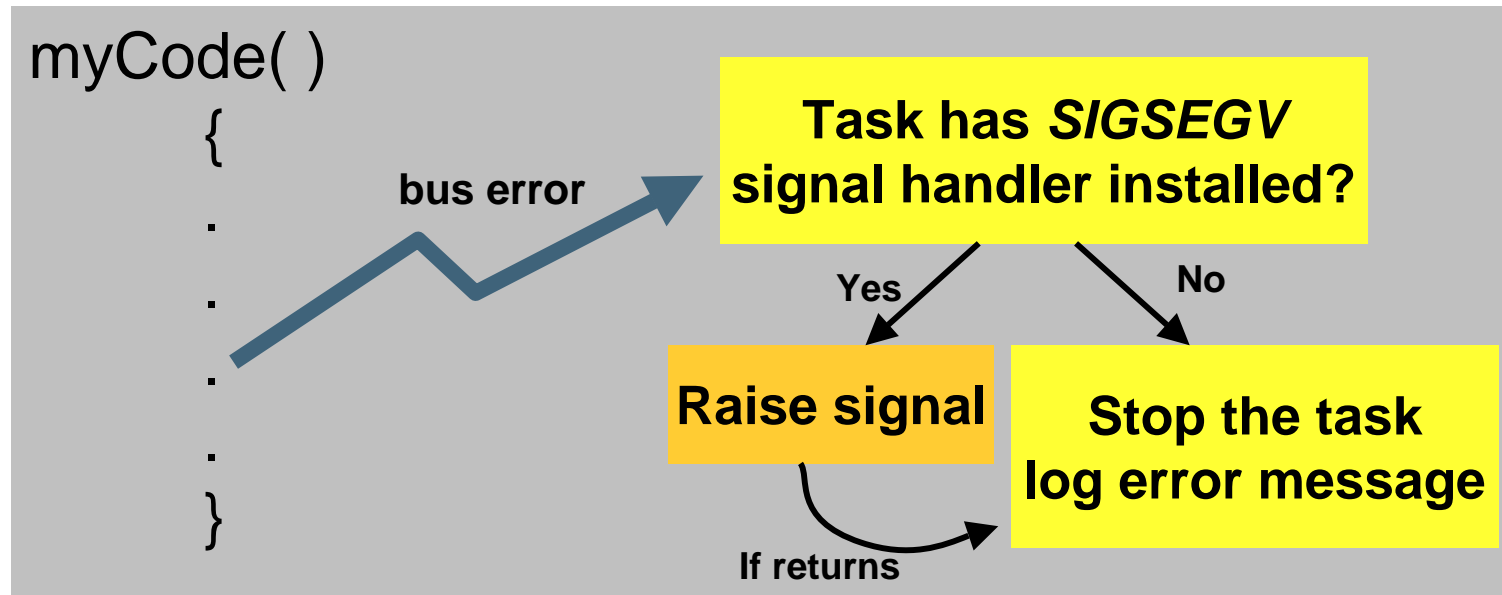 myCode( )
{
.
.
.
.
}
bus error
Task has SIGSEGV
signal handler installed?
Yes
No
Raise signal
Stop the task
log error message
If returns